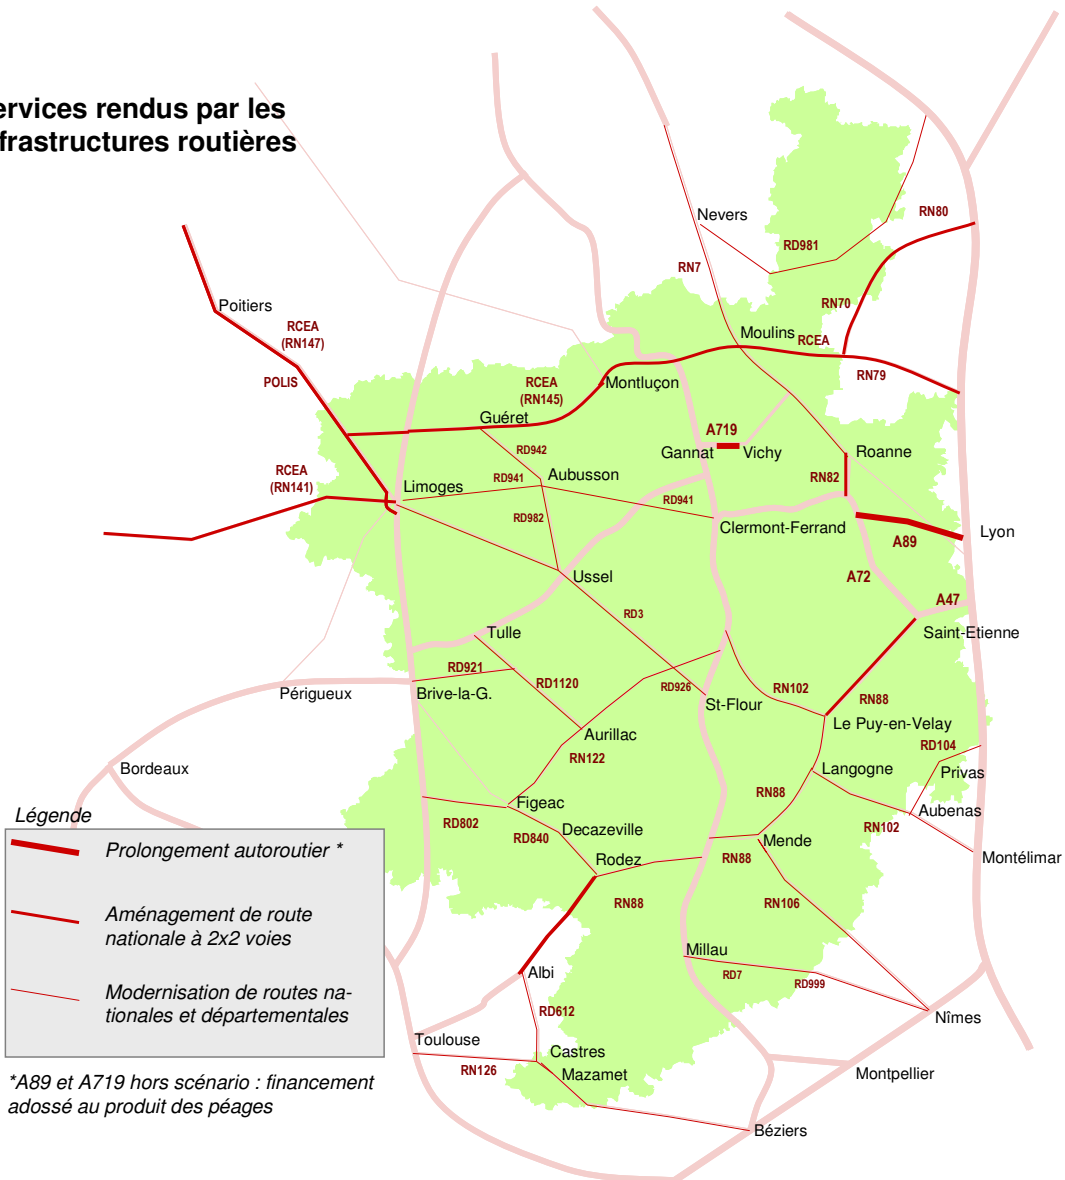 ervices rendus par les
frastructures routières
Nevers
RN80
RD981
RN7
Poitiers
RN70
RCEA
(RN147)
Moulins
RCEA
POLIS
RCEA
(RN145)
Montluçon
RN79
Guéret
A719
RD942
Gannat
Vichy
Roanne
RCEA
(RN141)
Limoges
RD941
Aubusson
RD941
RN82
RD982
Clermont-Ferrand
A89
Lyon
Ussel
A72
A47
RD3
Tulle
Saint-Etienne
RD921
RD1120
RD926
RN102
RN88
Périgueux
Brive-la-G.
St-Flour
Le Puy-en-Velay
Aurillac
RN122
RD104
Bordeaux
Langogne
Privas
RN88
Figeac
Aubenas
Légende
RD802
RD840
Decazeville
RN102
Prolongement autoroutier *
Mende
Rodez
RN88
Montélimar
RN88
RN106
Aménagement de route
nationale à 2x2 voies
Millau
Albi
RD7
RD999
Modernisation de routes na-
tionales et départementales
RD612
Nîmes
Toulouse
Castres
RN126
Mazamet
Montpellier
*A89 et A719 hors scénario : financement
adossé au produit des péages
Béziers